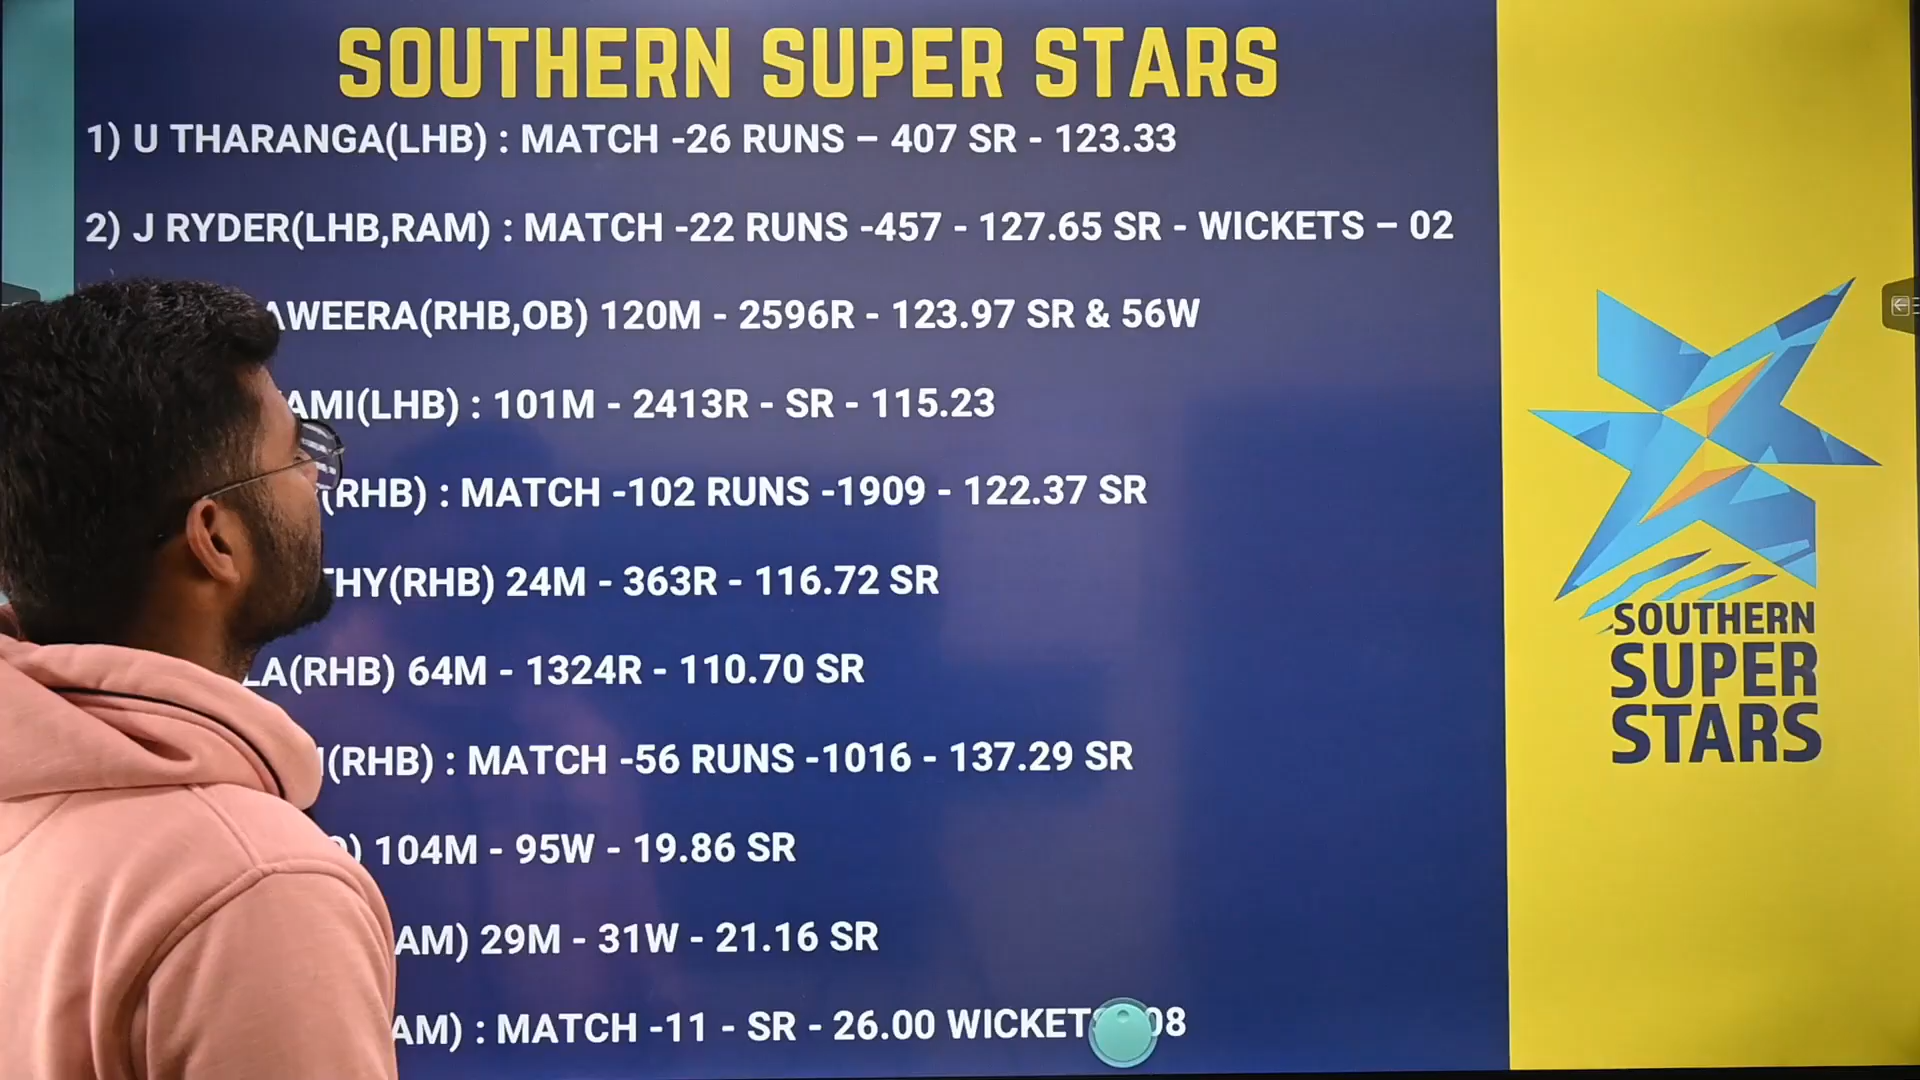 SOUTHERN SUPER STARS
1) U THARANGA(LHB) : MATCH -26 RUNS – 407 SR - 123.33
2) J RYDER(LHB,RAM) : MATCH -22 RUNS -457 - 127.65 SR - WICKETS – 02
AWEERA(RHB,OB) 120M - 2596R - 123.97 SR & 56W
AMI(LHB) : 101M - 2413R - SR - 115.23
(RHB) : MATCH -102 RUNS -1909 - 122.37 SR
THY(RHB) 24M - 363R - 116.72 SR
LA(RHB) 64M - 1324R - 110.70 SR
(RHB) : MATCH -56 RUNS -1016 - 137.29 SR
) 104M - 95W - 19.86 SR
AM) 29M - 31W - 21.16 SR
AM) : MATCH -11 - SR - 26.00 WICKETS 08
SOUTHERN
SUPER
STARS